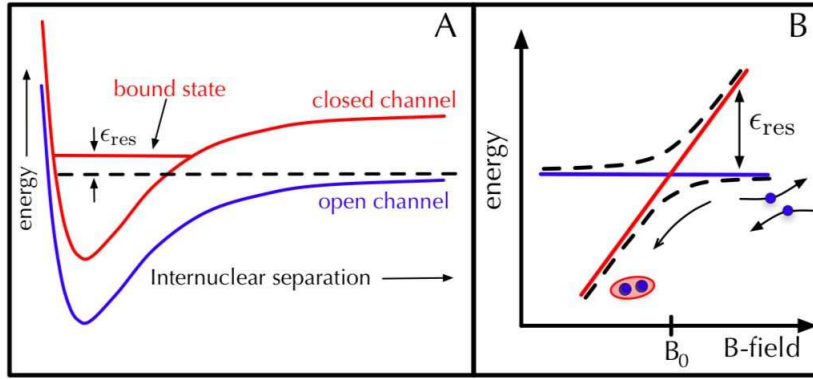 A
bound state
closed channel
ϵres
energy
open channel
Internuclear separation
B
ϵres
energy
B0
B-field